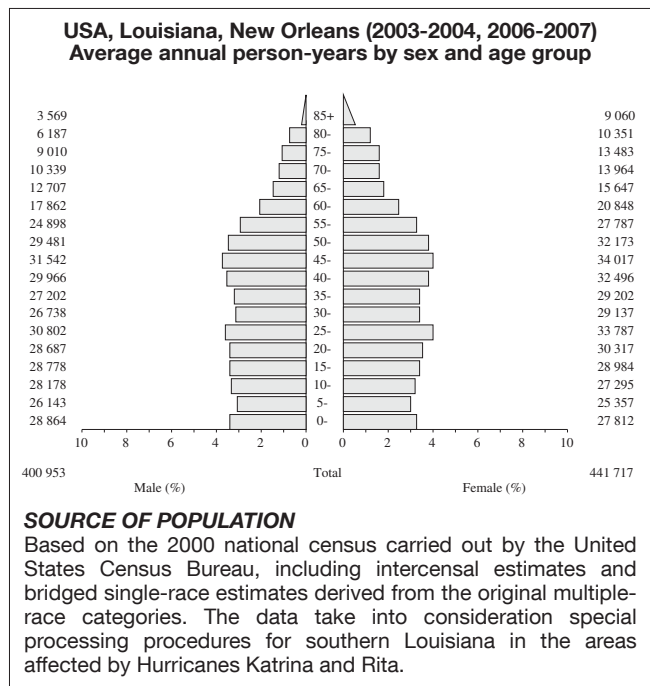 USA, Louisiana, New Orleans (2003-2004, 2006-2007)
Average annual person-years by sex and age group
3 569 85+ 9 060
6 187 80- 10 351
9 010 75- 13 483
10 339 70- 13 964
12 707 65- 15 647
17 862 60- 20 848
24 898 55- 27 787
29 481 50- 32 173
31 542 45- 34 017
29 966 40- 32 496
27 202 35- 29 202
26 738 30- 29 137
30 802 25- 33 787
28 687 20- 30 317
28 778 15- 28 984
28 178 10- 27 295
26 143 5- 25 357
28 864 0- 27 812
10 8 6 4 2 0 0 2 4 6 8 10
400 953 Total 441 717
Male (%) Female (%)
SOURCE OF POPULATION
Based on the 2000 national census carried out by the United
States Census Bureau, including intercensal estimates and
bridged single-race estimates derived from the original multiple-
race categories. The data take into consideration special
processing procedures for southern Louisiana in the areas
affected by Hurricanes Katrina and Rita.